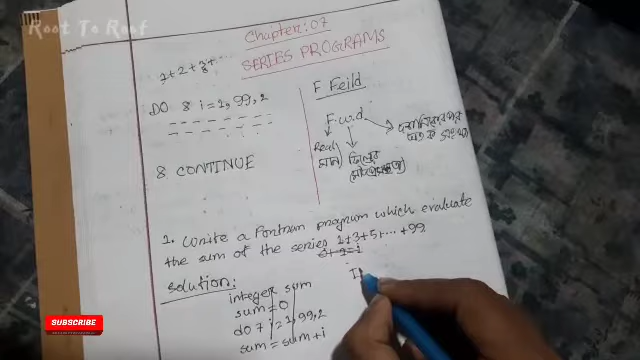 Root To Roof
Chapter: 07
SERIES PROGRAMS
1+2+3+...
8
DO 8 i=1,99,2
8 CONTINUE
F Feild
F.w.d
Real
1. Write a Fortran program which evaluate
the sum of the series 1+3+5+... +99
solution:
integer sum
sum=0
do 7 i=1,99,2
sum=sum+i
SUBSCRIBE